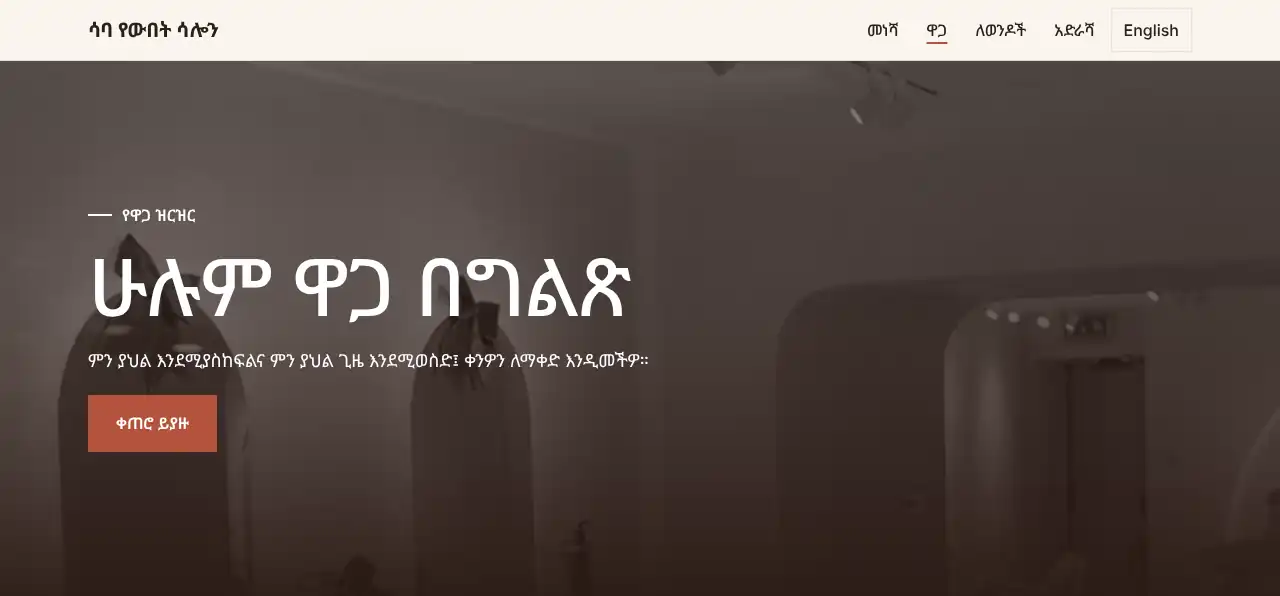 ሳባ የውበት ሳሎን
መነሻ ዋጋ ለወንዶች አድራሻ English
የዋጋ ዝርዝር
ሁሉም ዋጋ በግልጽ
ምን ያህል እንደሚያስከፍልና ምን ያህል ጊዜ እንደሚወስድ፤ ቀንዎን ለማቀድ እንዲመችዎ።
ቀጠሮ ይያዙ